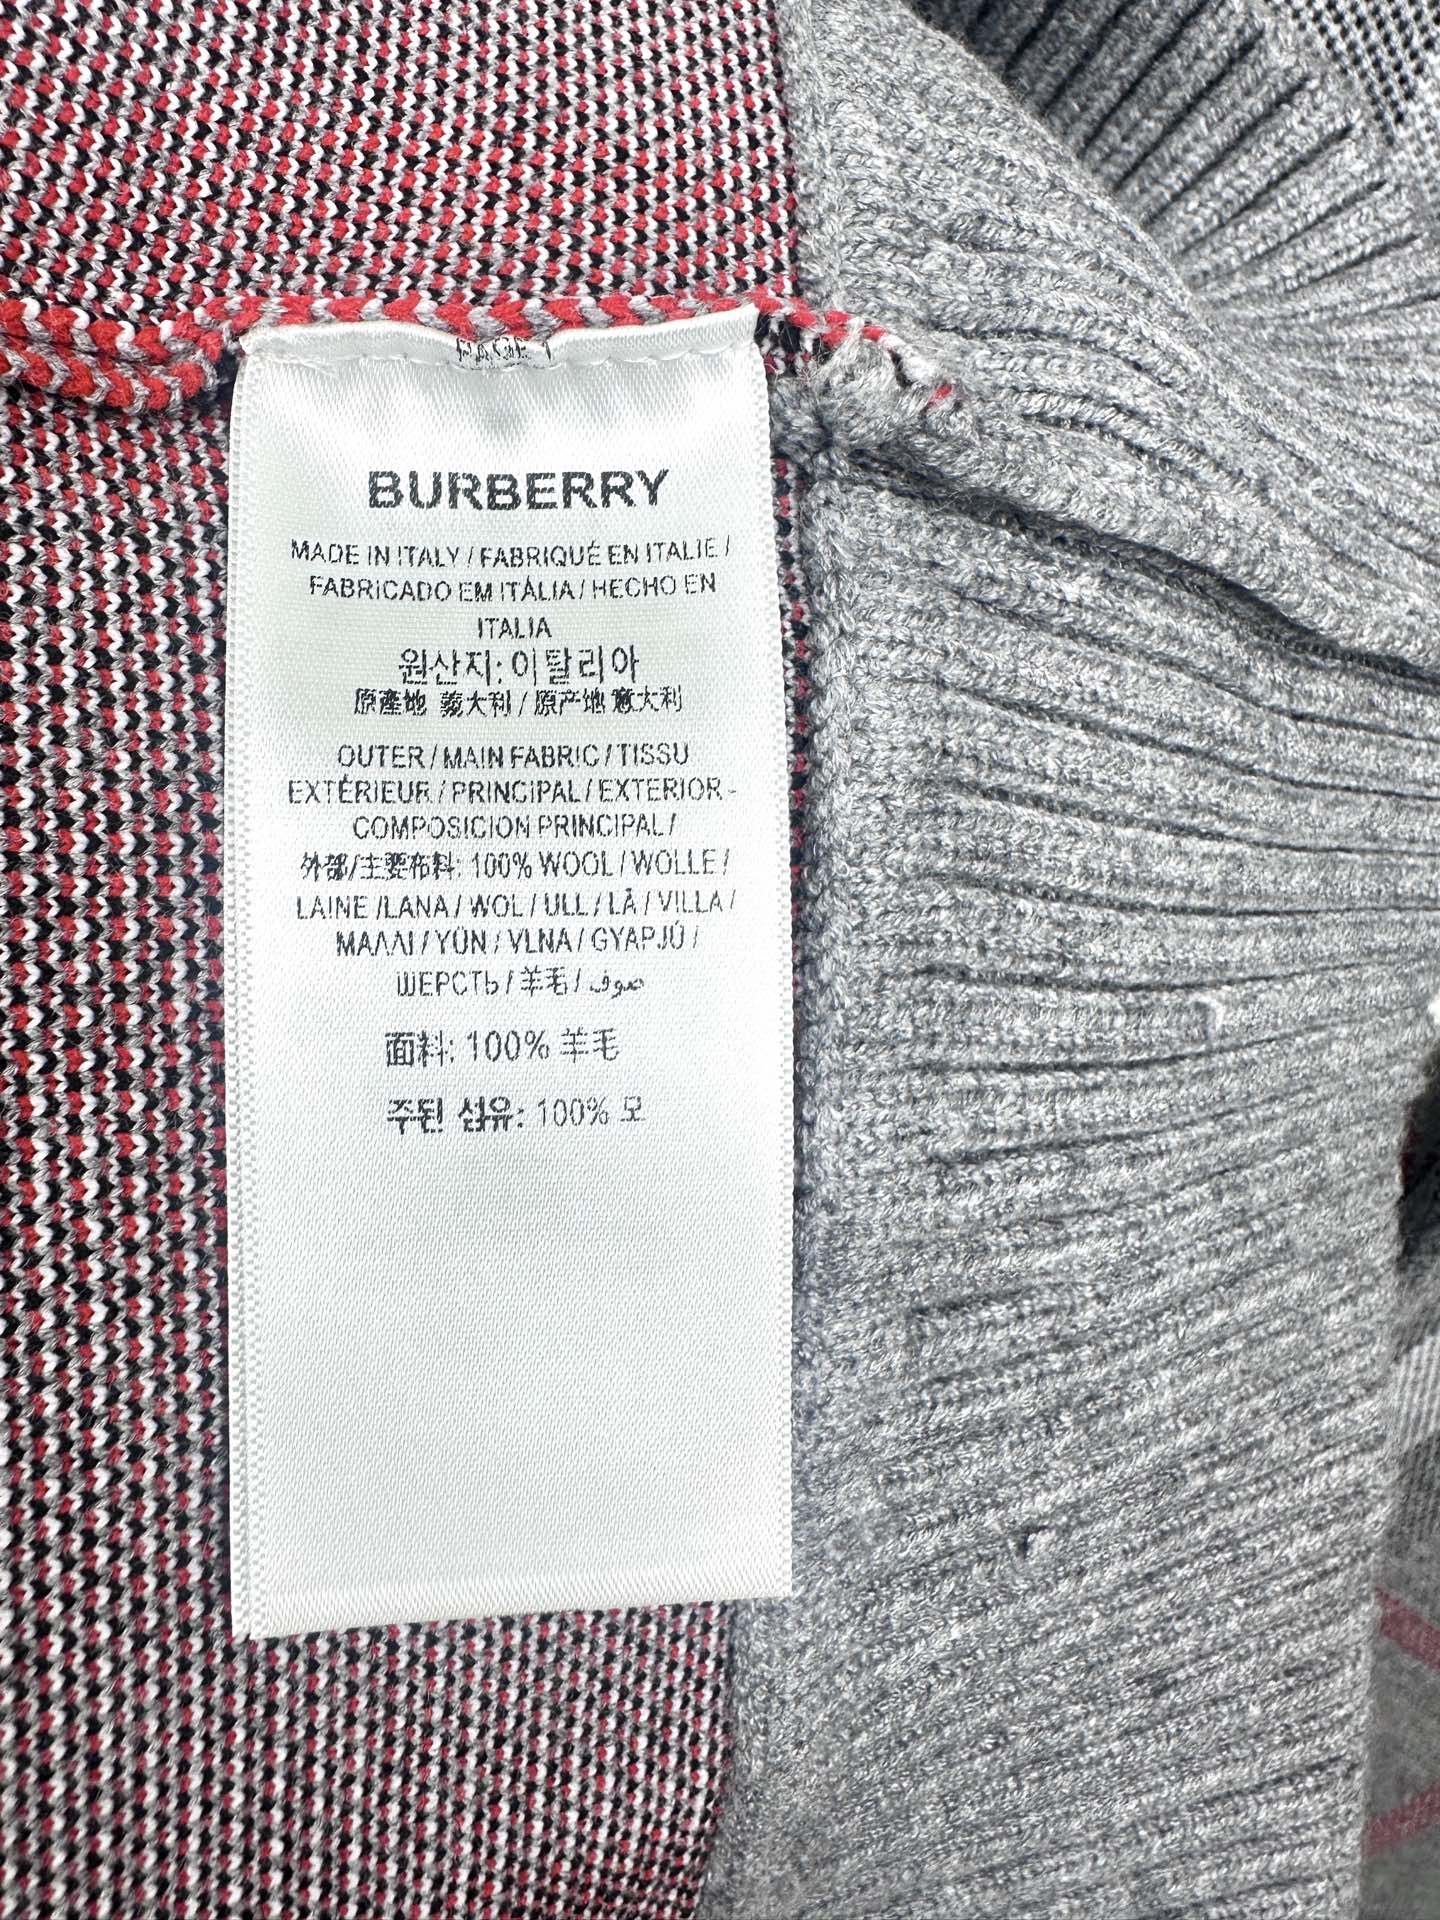 PAGE 1
BURBERRY
MADE IN ITALY / FABRIQUÉ EN ITALIE /
FABRICADO EM ITÁLIA / HECHO EN
ITALIA
원산지: 이탈리아
原產地 義大利 / 原产地 意大利
OUTER / MAIN FABRIC / TISSU
EXTÉRIEUR / PRINCIPAL / EXTERIOR -
COMPOSICION PRINCIPAL /
外部/主要布料: 100% WOOL / WOLLE /
LAINE /LANA / WOL / ULL / LÃ / VILLA /
ΜΑΛΛΙ / YÜN / VLNA / GYAPJÚ /
ШЕРСТЬ / 羊毛 / صوف
面料: 100% 羊毛
주된 섬유: 100% 모